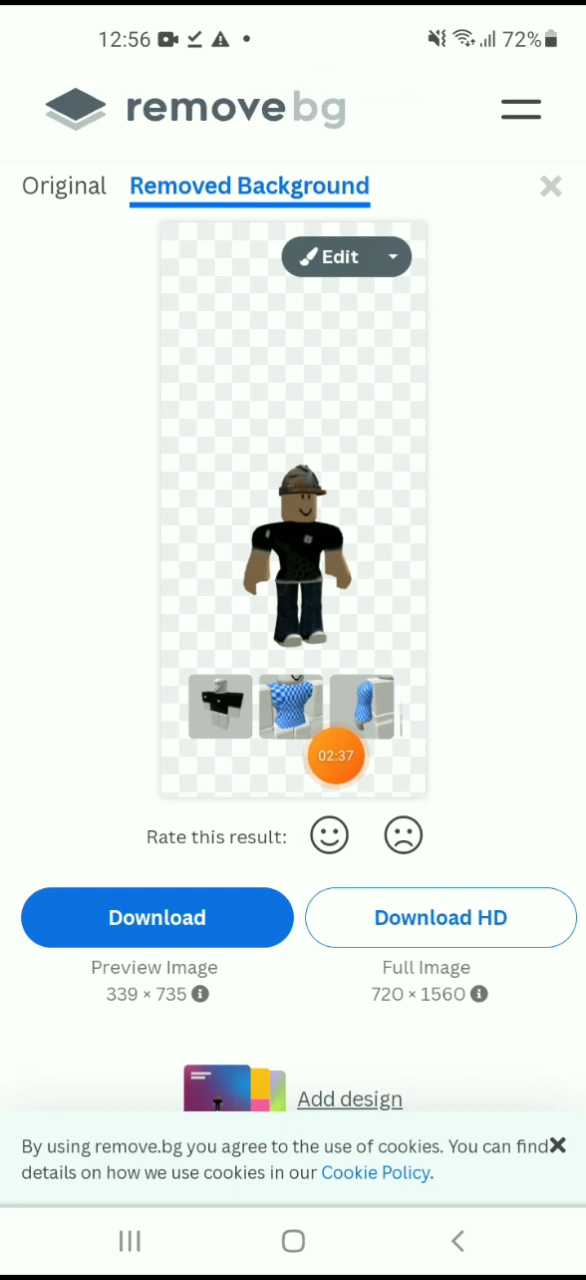 12:56 72%
remove bg
Original Removed Background
Edit
02:37
Rate this result:
Download Download HD
Preview Image Full Image
339 × 735 720 × 1560
Add design
By using remove.bg you agree to the use of cookies. You can find
details on how we use cookies in our Cookie Policy.